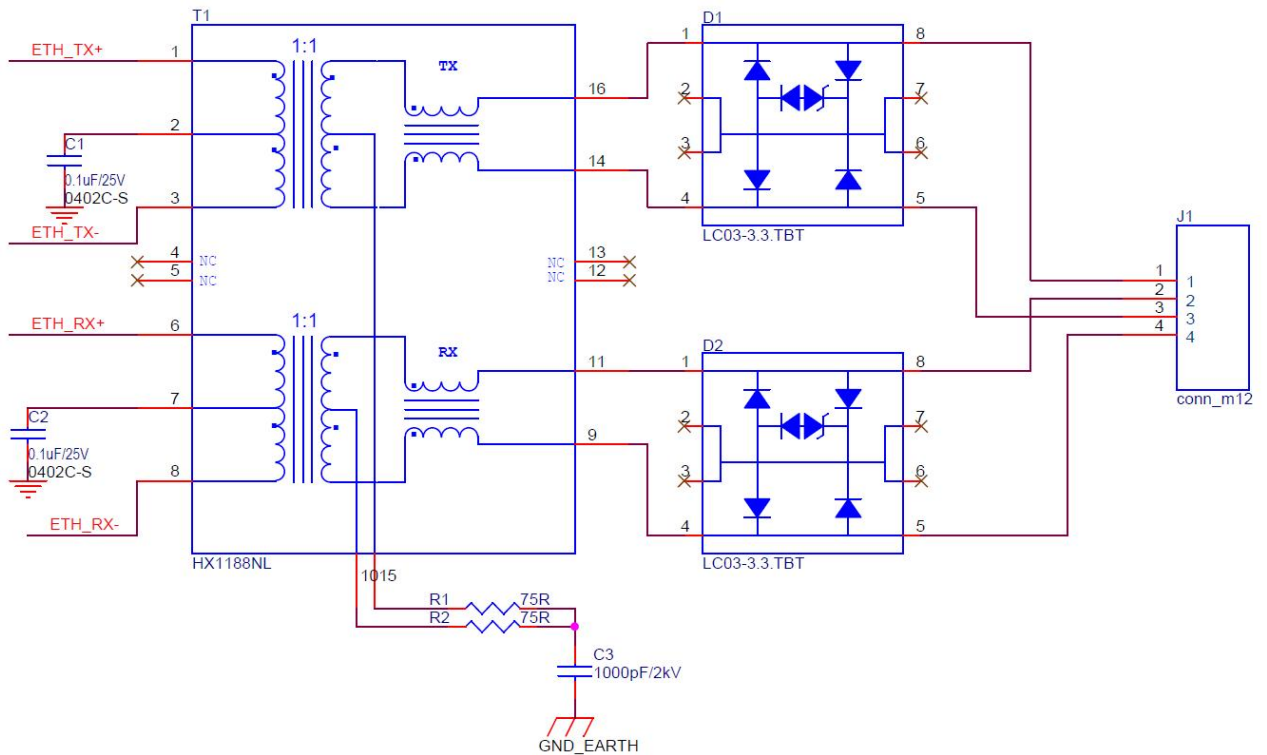 T1
ETH_TX+
1
1:1
TX
16
2
C1
0.1uF/25V
0402C-S
14
3
ETH_TX-
4
NC
5
NC
NC
13
NC
12
ETH_RX+
6
1:1
RX
11
7
C2
0.1uF/25V
0402C-S
9
8
ETH_RX-
HX1188NL
1015
R1
75R
R2
75R
C3
1000pF/2kV
GND_EARTH
D1
1
8
2
7
3
6
4
5
LC03-3.3.TBT
D2
1
8
2
7
3
6
4
5
LC03-3.3.TBT
J1
1
1
2
2
3
3
4
4
conn_m12